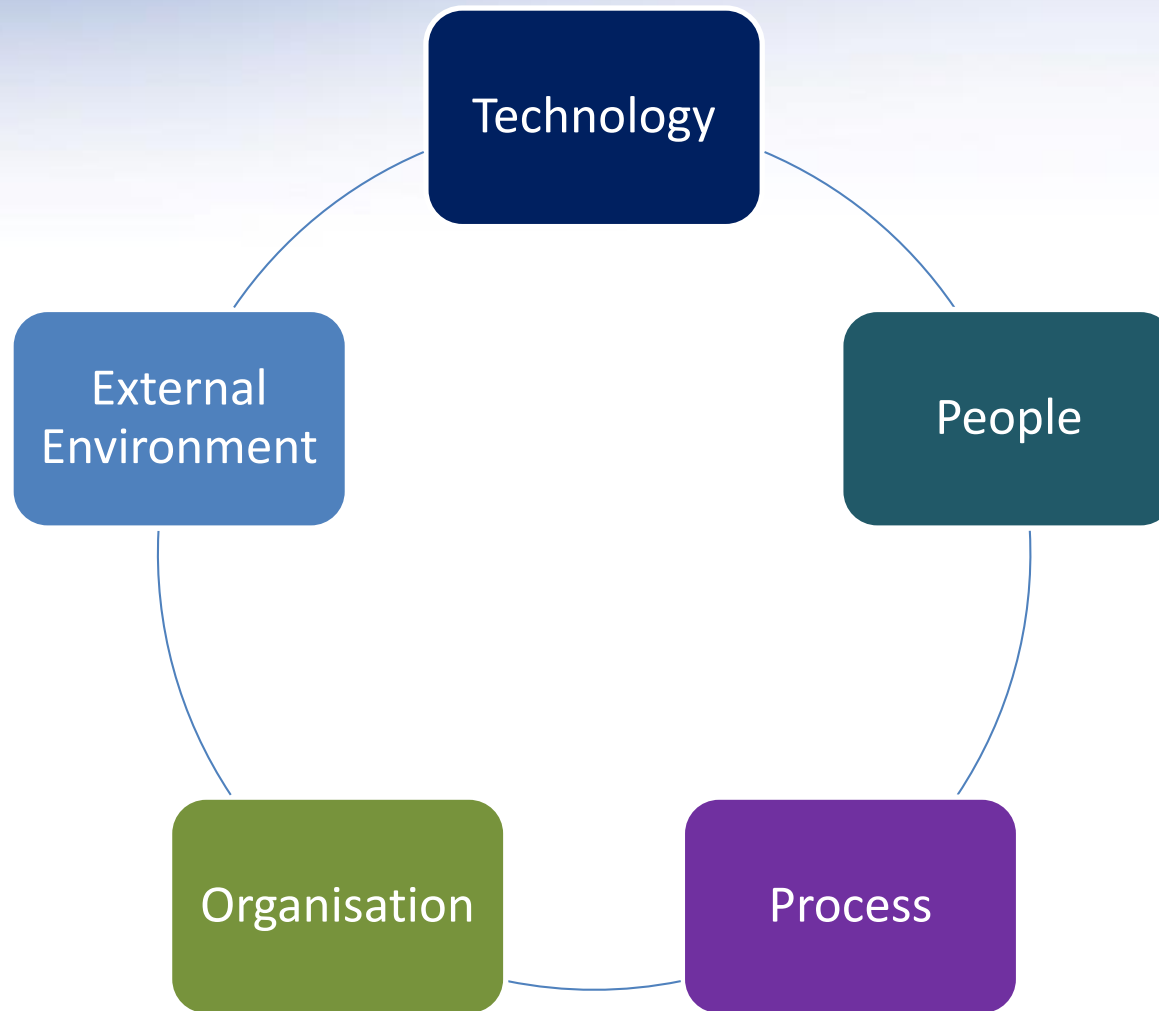 Technology
People
Process
Organisation
External
Environment